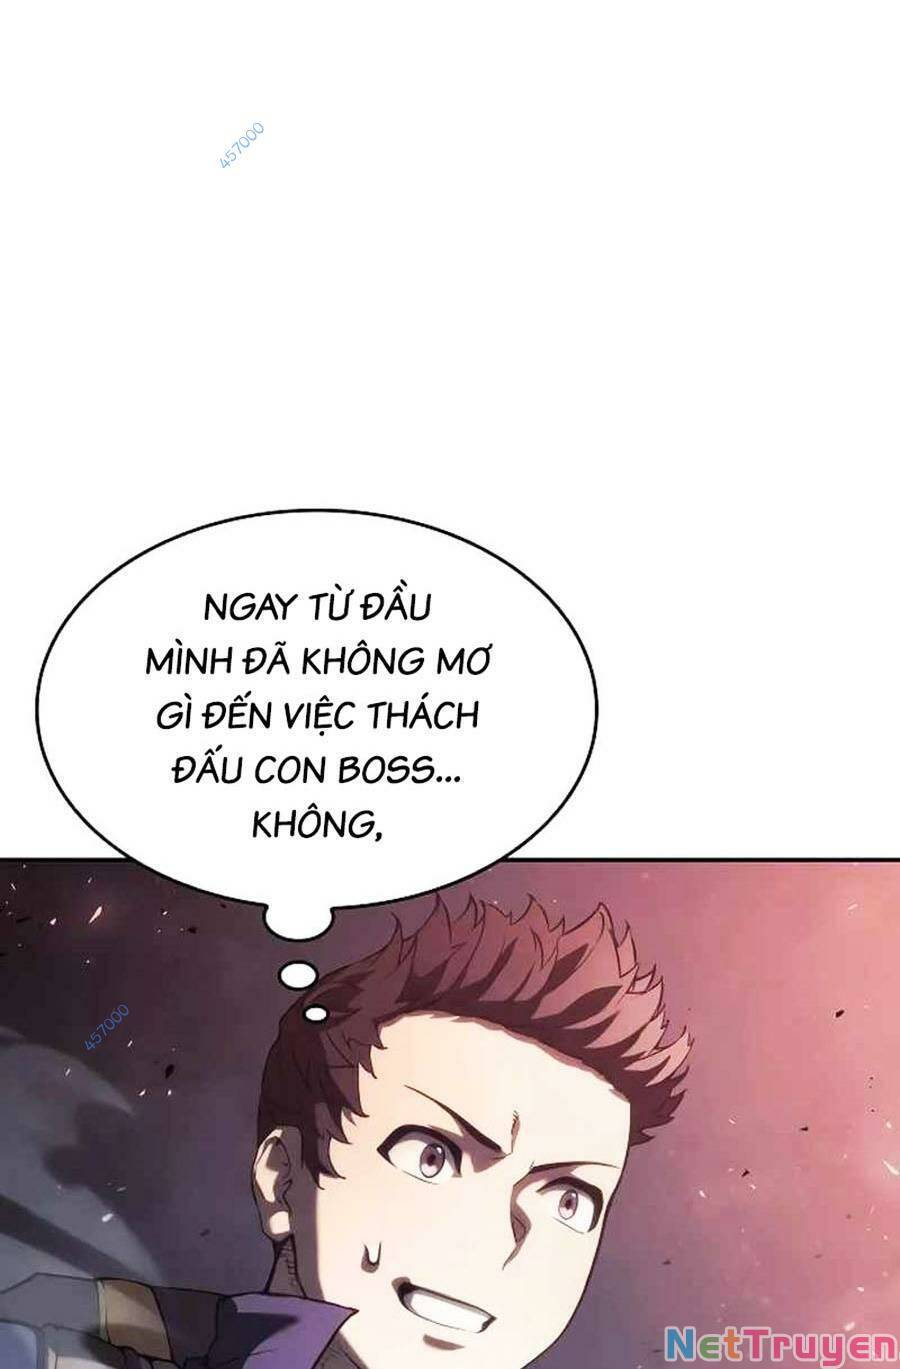 457000
NGAY TỪ ĐẦU
MÌNH ĐÃ KHÔNG MƠ
GÌ ĐẾN VIỆC THÁCH
ĐẤU CON BOSS...
KHÔNG,
457000
NetTruyen